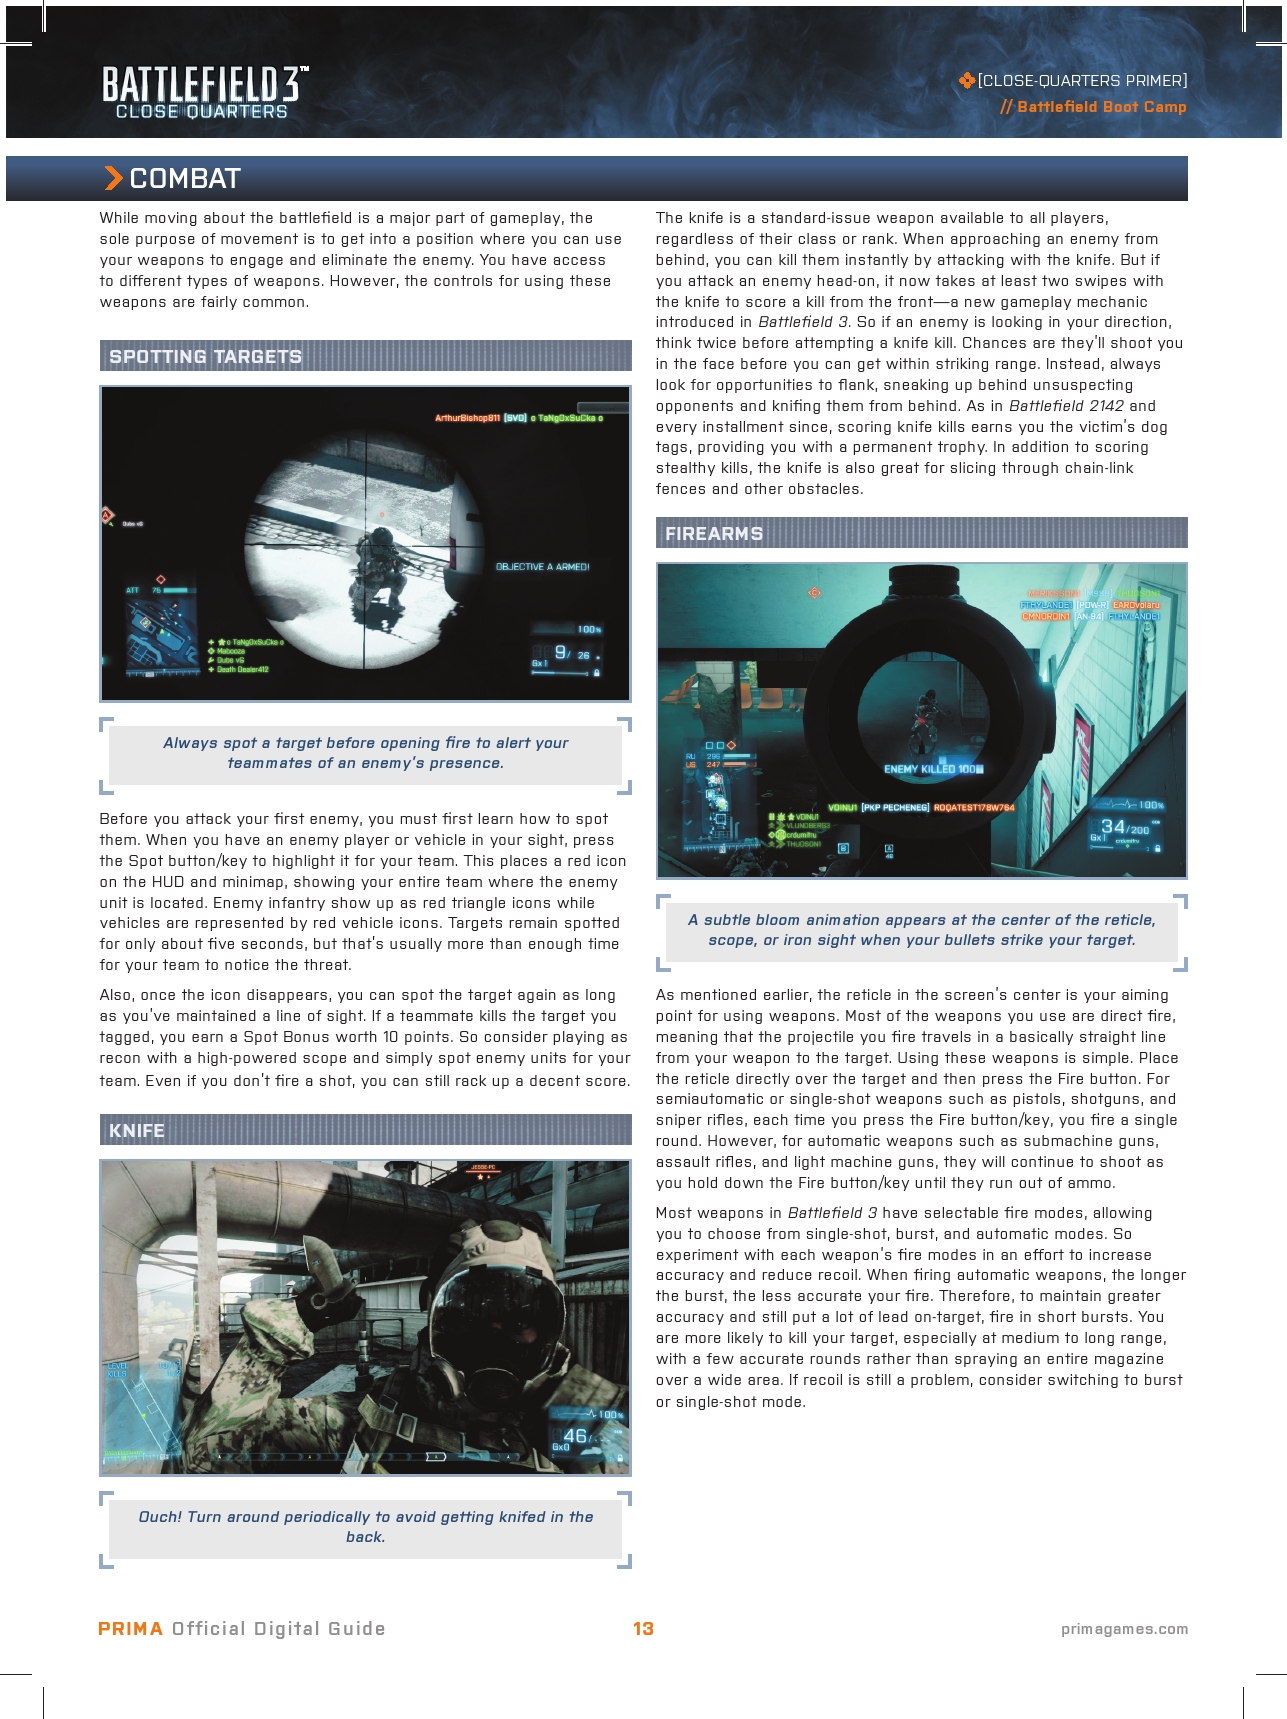 BATTLEFIELD 3™
CLOSE QUARTERS
[CLOSE-QUARTERS PRIMER]
// Battlefield Boot Camp
COMBAT
While moving about the battlefield is a major part of gameplay, the
sole purpose of movement is to get into a position where you can use
your weapons to engage and eliminate the enemy. You have access
to different types of weapons. However, the controls for using these
weapons are fairly common.
SPOTTING TARGETS
ArthurBishop811 [SVD] o TaNg0xSuCka o
A
Dubs v6
OBJECTIVE A ARMED!
ATT 75
o TaNg0xSuCka o
Mabooza
Dubs v6
Death Dealer412
100%
9/ 26
Gx1
Always spot a target before opening fire to alert your
teammates of an enemy's presence.
Before you attack your first enemy, you must first learn how to spot
them. When you have an enemy player or vehicle in your sight, press
the Spot button/key to highlight it for your team. This places a red icon
on the HUD and minimap, showing your entire team where the enemy
unit is located. Enemy infantry show up as red triangle icons while
vehicles are represented by red vehicle icons. Targets remain spotted
for only about five seconds, but that's usually more than enough time
for your team to notice the threat.
Also, once the icon disappears, you can spot the target again as long
as you've maintained a line of sight. If a teammate kills the target you
tagged, you earn a Spot Bonus worth 10 points. So consider playing as
recon with a high-powered scope and simply spot enemy units for your
team. Even if you don't fire a shot, you can still rack up a decent score.
KNIFE
JESSE-PC
LEVEL
KILLS
100%
46/
Gx0
Ouch! Turn around periodically to avoid getting knifed in the
back.
The knife is a standard-issue weapon available to all players,
regardless of their class or rank. When approaching an enemy from
behind, you can kill them instantly by attacking with the knife. But if
you attack an enemy head-on, it now takes at least two swipes with
the knife to score a kill from the front—a new gameplay mechanic
introduced in Battlefield 3. So if an enemy is looking in your direction,
think twice before attempting a knife kill. Chances are they'll shoot you
in the face before you can get within striking range. Instead, always
look for opportunities to flank, sneaking up behind unsuspecting
opponents and knifing them from behind. As in Battlefield 2142 and
every installment since, scoring knife kills earns you the victim's dog
tags, providing you with a permanent trophy. In addition to scoring
stealthy kills, the knife is also great for slicing through chain-link
fences and other obstacles.
FIREARMS
C
FTRYLANDE1 [PDW-R] EARDvolaru
CMNORDIN1 [AN-94] FTRYLANDE1
ENEMY KILLED 100
RU 286
US 247
VDINU1 [PKP PECHENEG] ROQATEST178W764
VDINU1
VLUNDBERG3
crdumitru
THUDSON1
B
A
100%
34/200
Gx1
crdumitru
A subtle bloom animation appears at the center of the reticle,
scope, or iron sight when your bullets strike your target.
As mentioned earlier, the reticle in the screen's center is your aiming
point for using weapons. Most of the weapons you use are direct fire,
meaning that the projectile you fire travels in a basically straight line
from your weapon to the target. Using these weapons is simple. Place
the reticle directly over the target and then press the Fire button. For
semiautomatic or single-shot weapons such as pistols, shotguns, and
sniper rifles, each time you press the Fire button/key, you fire a single
round. However, for automatic weapons such as submachine guns,
assault rifles, and light machine guns, they will continue to shoot as
you hold down the Fire button/key until they run out of ammo.
Most weapons in Battlefield 3 have selectable fire modes, allowing
you to choose from single-shot, burst, and automatic modes. So
experiment with each weapon's fire modes in an effort to increase
accuracy and reduce recoil. When firing automatic weapons, the longer
the burst, the less accurate your fire. Therefore, to maintain greater
accuracy and still put a lot of lead on-target, fire in short bursts. You
are more likely to kill your target, especially at medium to long range,
with a few accurate rounds rather than spraying an entire magazine
over a wide area. If recoil is still a problem, consider switching to burst
or single-shot mode.
PRIMA Official Digital Guide
13
primagames.com